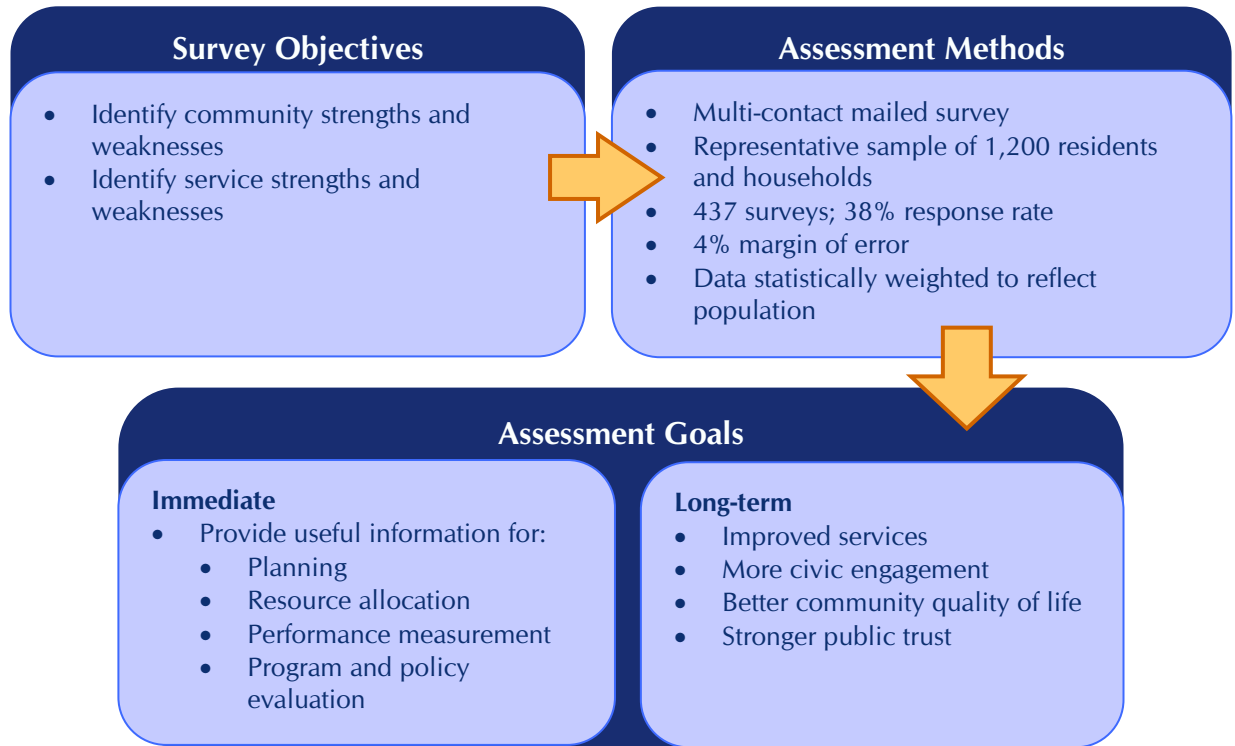 Survey Objectives
• Identify community strengths and
weaknesses
• Identify service strengths and
weaknesses
Assessment Methods
• Multi-contact mailed survey
• Representative sample of 1,200 residents
and households
• 437 surveys; 38% response rate
• 4% margin of error
• Data statistically weighted to reflect
population
Assessment Goals
Immediate
• Provide useful information for:
• Planning
• Resource allocation
• Performance measurement
• Program and policy
evaluation
Long-term
• Improved services
• More civic engagement
• Better community quality of life
• Stronger public trust